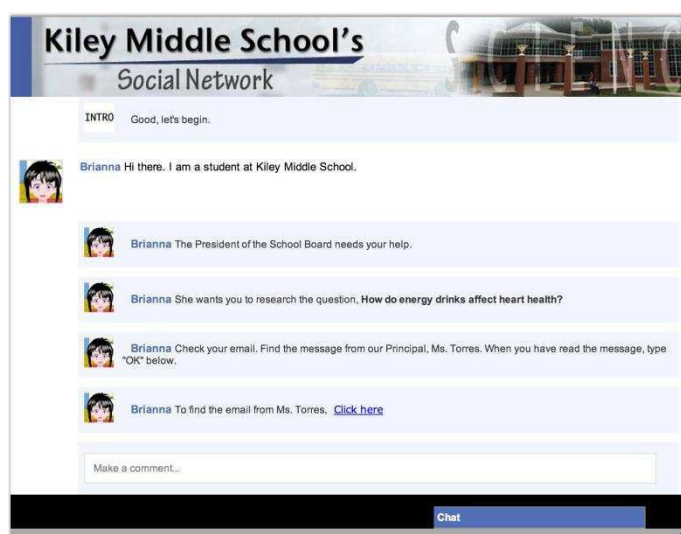 Kiley Middle School's
Social Network
SCIENC
INTRO Good, let's begin.
Brianna Hi there. I am a student at Kiley Middle School.
Brianna The President of the School Board needs your help.
Brianna She wants you to research the question, How do energy drinks affect heart health?
Brianna Check your email. Find the message from our Principal, Ms. Torres. When you have read the message, type
"OK" below.
Brianna To find the email from Ms. Torres, Click here
Make a comment...
Chat